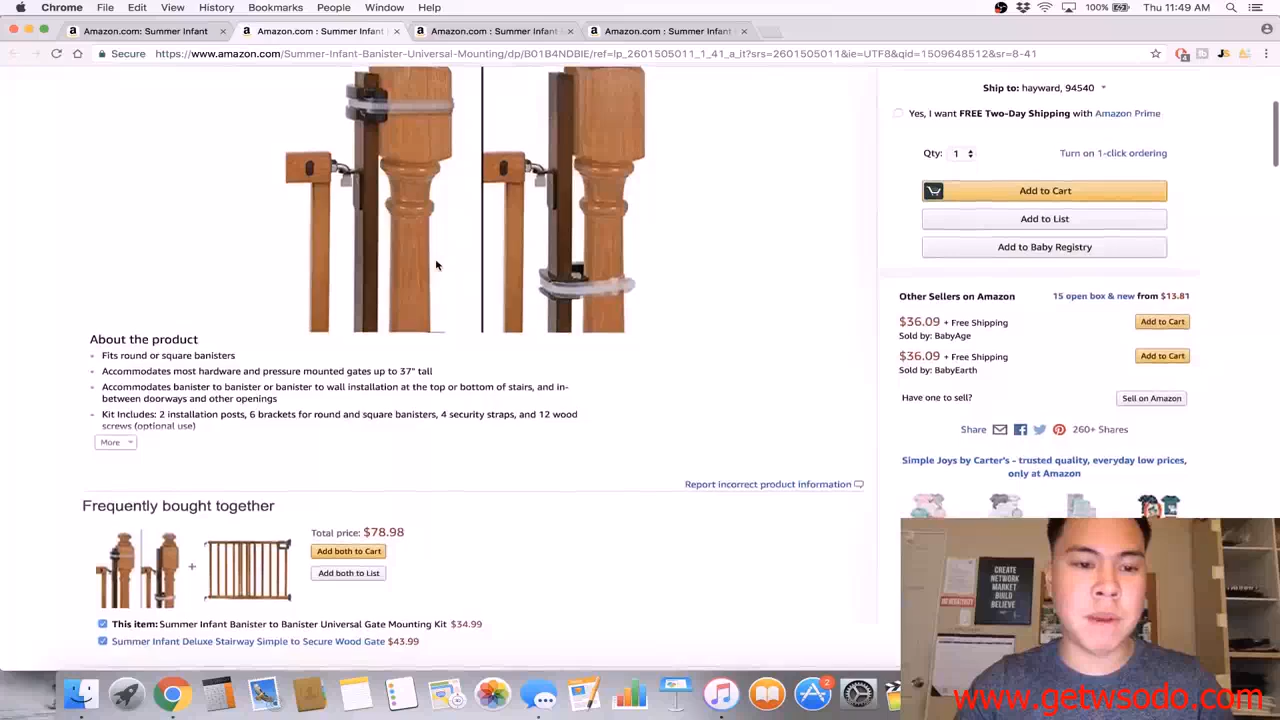 Chrome File Edit View History Bookmarks People Window Help 100% Thu 11:49 AM
Amazon.com : Summer Infant Amazon.com : Summer Infant Amazon.com : Summer Infant Amazon.com : Summer Infant
Secure https://www.amazon.com/Summer-Infant-Banister-Universal-Mounting/dp/B01B4NDBIE/ref=lp_2601505011_1_41_a_it?srs=2601505011&ie=UTF8&qid=1509648512&sr=8-41
Ship to: hayward, 94540
Yes, I want FREE Two-Day Shipping with Amazon Prime
Qty: 1 Turn on 1-click ordering
Add to Cart
Add to List
Add to Baby Registry
Other Sellers on Amazon 15 open box & new from $13.81
$36.09 + Free Shipping Add to Cart
Sold by: BabyAge
$36.09 + Free Shipping Add to Cart
Sold by: BabyEarth
Have one to sell? Sell on Amazon
Share 260+ Shares
Simple Joys by Carter's - trusted quality, everyday low prices,
only at Amazon
About the product
Fits round or square banisters
Accommodates most hardware and pressure mounted gates up to 37" tall
Accommodates banister to banister or banister to wall installation at the top or bottom of stairs, and in-
between doorways and other openings
Kit Includes: 2 installation posts, 6 brackets for round and square banisters, 4 security straps, and 12 wood
screws (optional use)
More
Report incorrect product information
Frequently bought together
Total price: $78.98
Add both to Cart
Add both to List
This item: Summer Infant Banister to Banister Universal Gate Mounting Kit $34.99
Summer Infant Deluxe Stairway Simple to Secure Wood Gate $43.99
CREATE
NETWORK
MARKET
BUILD
BELIEVE
2
www.getwsodo.com